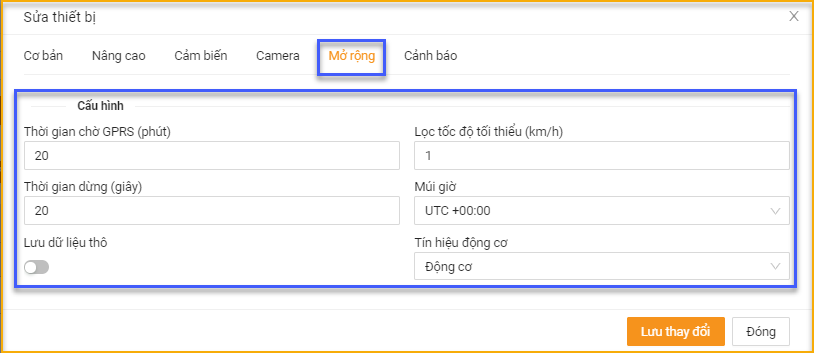 Sửa thiết bị
Cơ bản Nâng cao Cảm biến Camera Mở rộng Cảnh báo
Cấu hình
Thời gian chờ GPRS (phút) Lọc tốc độ tối thiểu (km/h)
20 1
Thời gian dừng (giây) Múi giờ
20 UTC +00:00
Lưu dữ liệu thô Tín hiệu động cơ
Động cơ
Lưu thay đổi Đóng